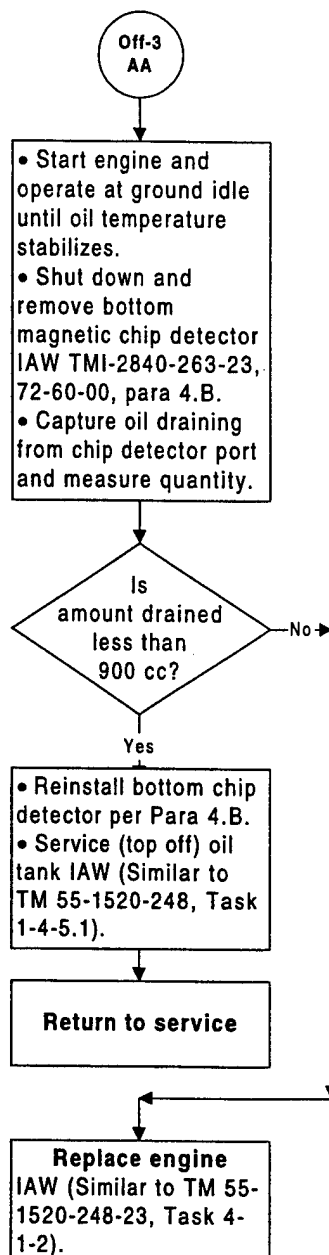 Off-3
AA
• Start engine and
operate at ground idle
until oil temperature
stabilizes.
• Shut down and
remove bottom
magnetic chip detector
IAW TMI-2840-263-23,
72-60-00, para 4.B.
• Capture oil draining
from chip detector port
and measure quantity.
Is
amount drained
less than
900 cc?
No
Yes
• Reinstall bottom chip
detector per Para 4.B.
• Service (top off) oil
tank IAW (Similar to
TM 55-1520-248, Task
1-4-5.1).
Return to service
Replace engine
IAW (Similar to TM 55-
1520-248-23, Task 4-
1-2).